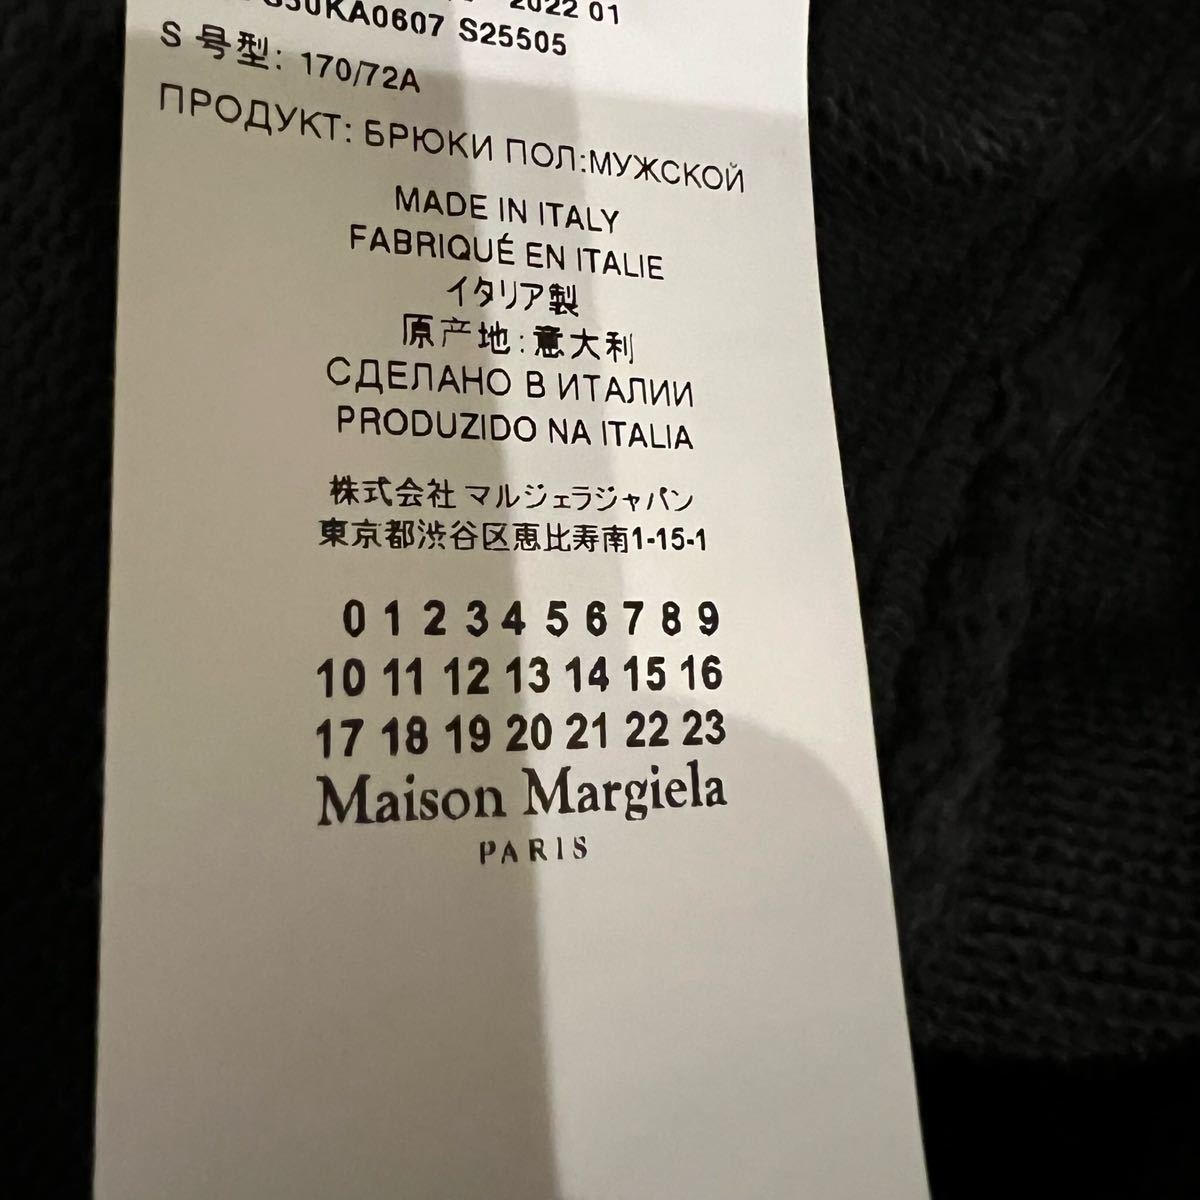 2022 01
S50KA0607 S25505
S 号型: 170/72A
ПРОДУКТ: БРЮКИ ПОЛ:МУЖСКОЙ
MADE IN ITALY
FABRIQUÉ EN ITALIE
イタリア製
原产地:意大利
СДЕЛАНО В ИТАЛИИ
PRODUZIDO NA ITALIA
株式会社 マルジェラジャパン
東京都渋谷区恵比寿南1-15-1
0 1 2 3 4 5 6 7 8 9
10 11 12 13 14 15 16
17 18 19 20 21 22 23
Maison Margiela
PARIS